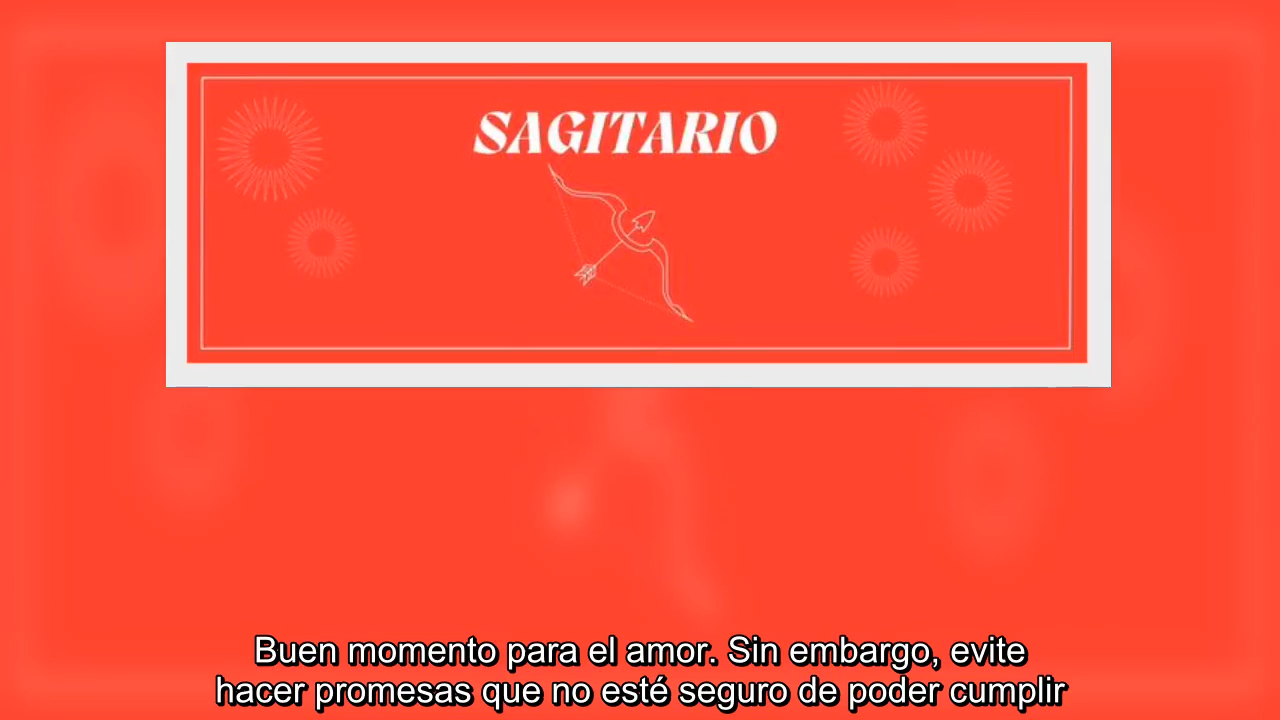 SAGITARIO
Buen momento para el amor. Sin embargo, evite
hacer promesas que no esté seguro de poder cumplir